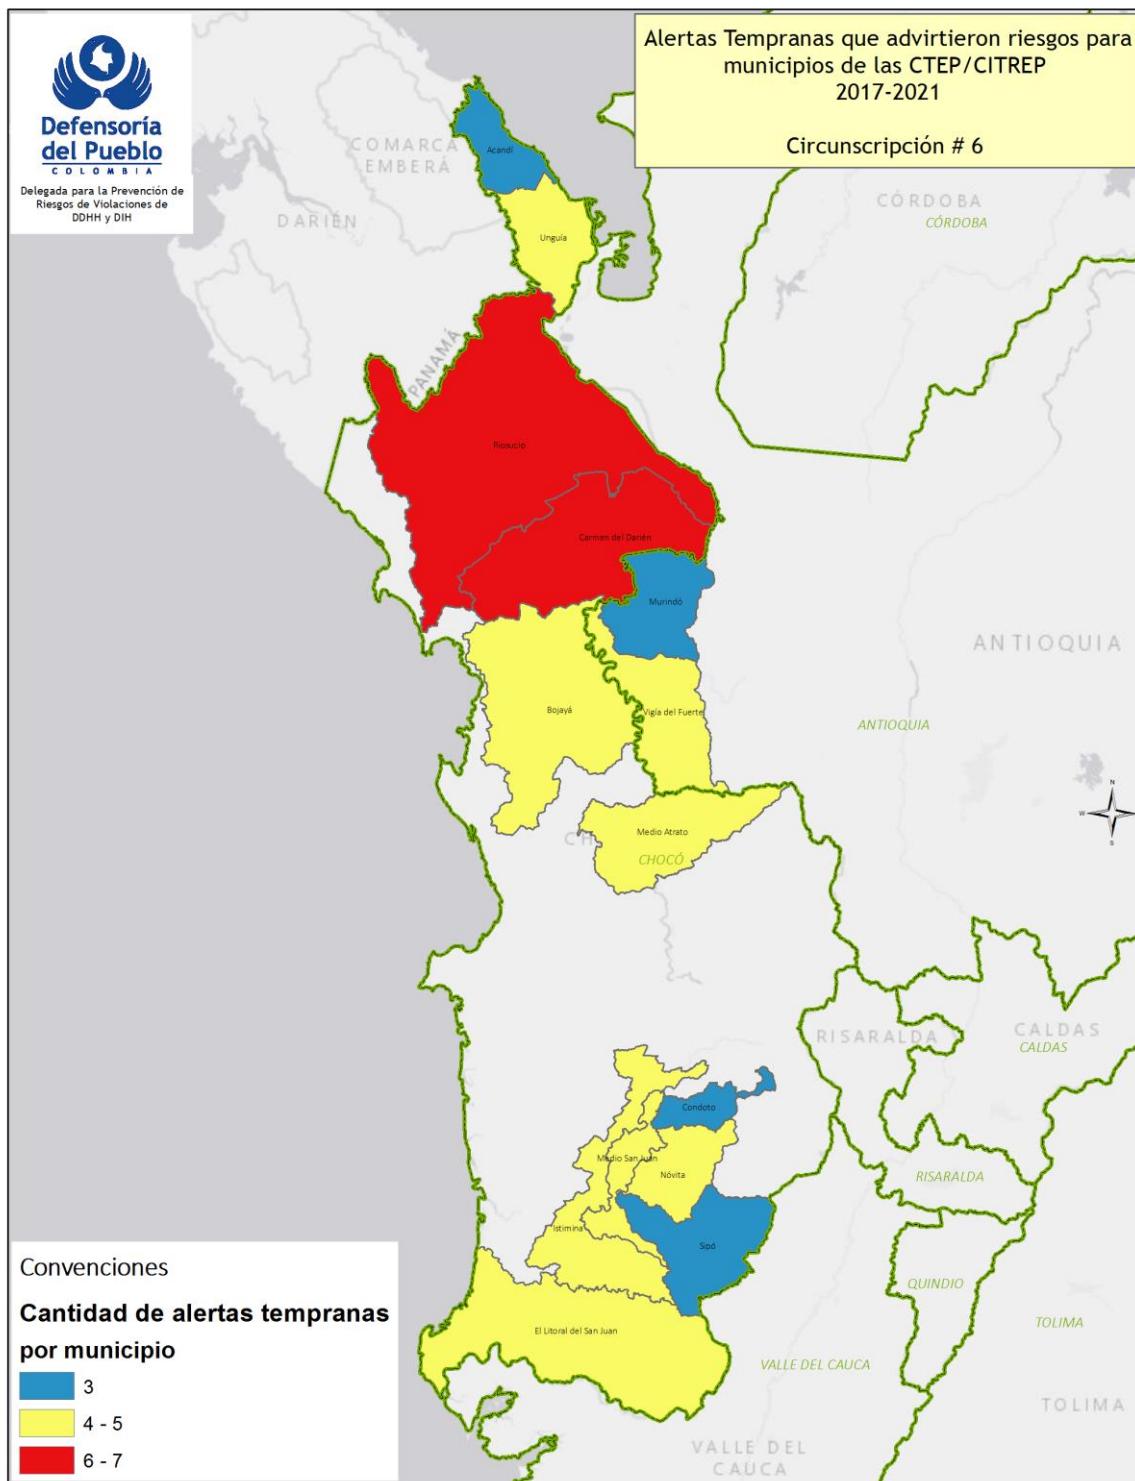 Defensoría
del Pueblo
COLOMBIA
Delegada para la Prevención de
Riesgos de Violaciones de
DDHH y DIH
Alertas Tempranas que advirtieron riesgos para
municipios de las CTEP/CITREP
2017-2021
Circunscripción # 6
COMARCA
EMBERÁ
DARIÉN
PANAMÁ
CÓRDOBA
CÓRDOBA
Acandí
Unguía
Riosucio
Carmen del Darién
Murindó
ANTIOQUIA
Bojayá
Vigía del Fuerte
ANTIOQUIA
N
W
S
Medio Atrato
CH
CHOCÓ
RISARALDA
CALDAS
CALDAS
Condoto
Medio San Juan
Nóvita
RISARALDA
Istimina
Sipó
QUINDIO
TOLIMA
El Litoral del San Juan
VALLE DEL CAUCA
TOLIMA
VALLE DEL
CAUCA
Convenciones
Cantidad de alertas tempranas
por municipio
3
4 - 5
6 - 7